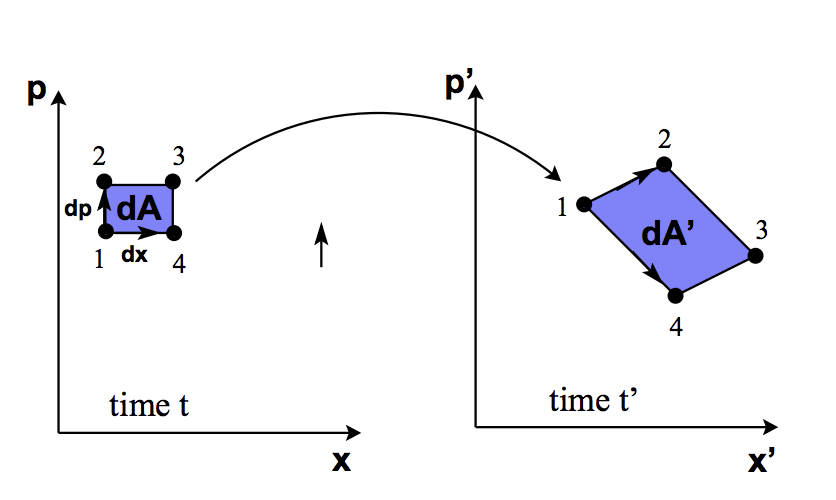 p
2 3
dp dA
1 dx 4
time t
x
p’
2
1
dA’
3
4
time t’
x’